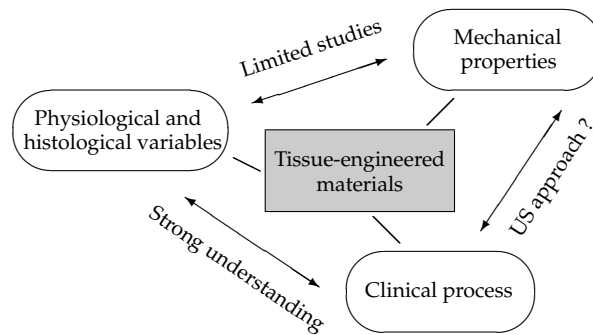 Limited studies
Mechanical
properties
Physiological and
histological variables
Tissue-engineered
materials
US approach ?
Strong understanding
Clinical process